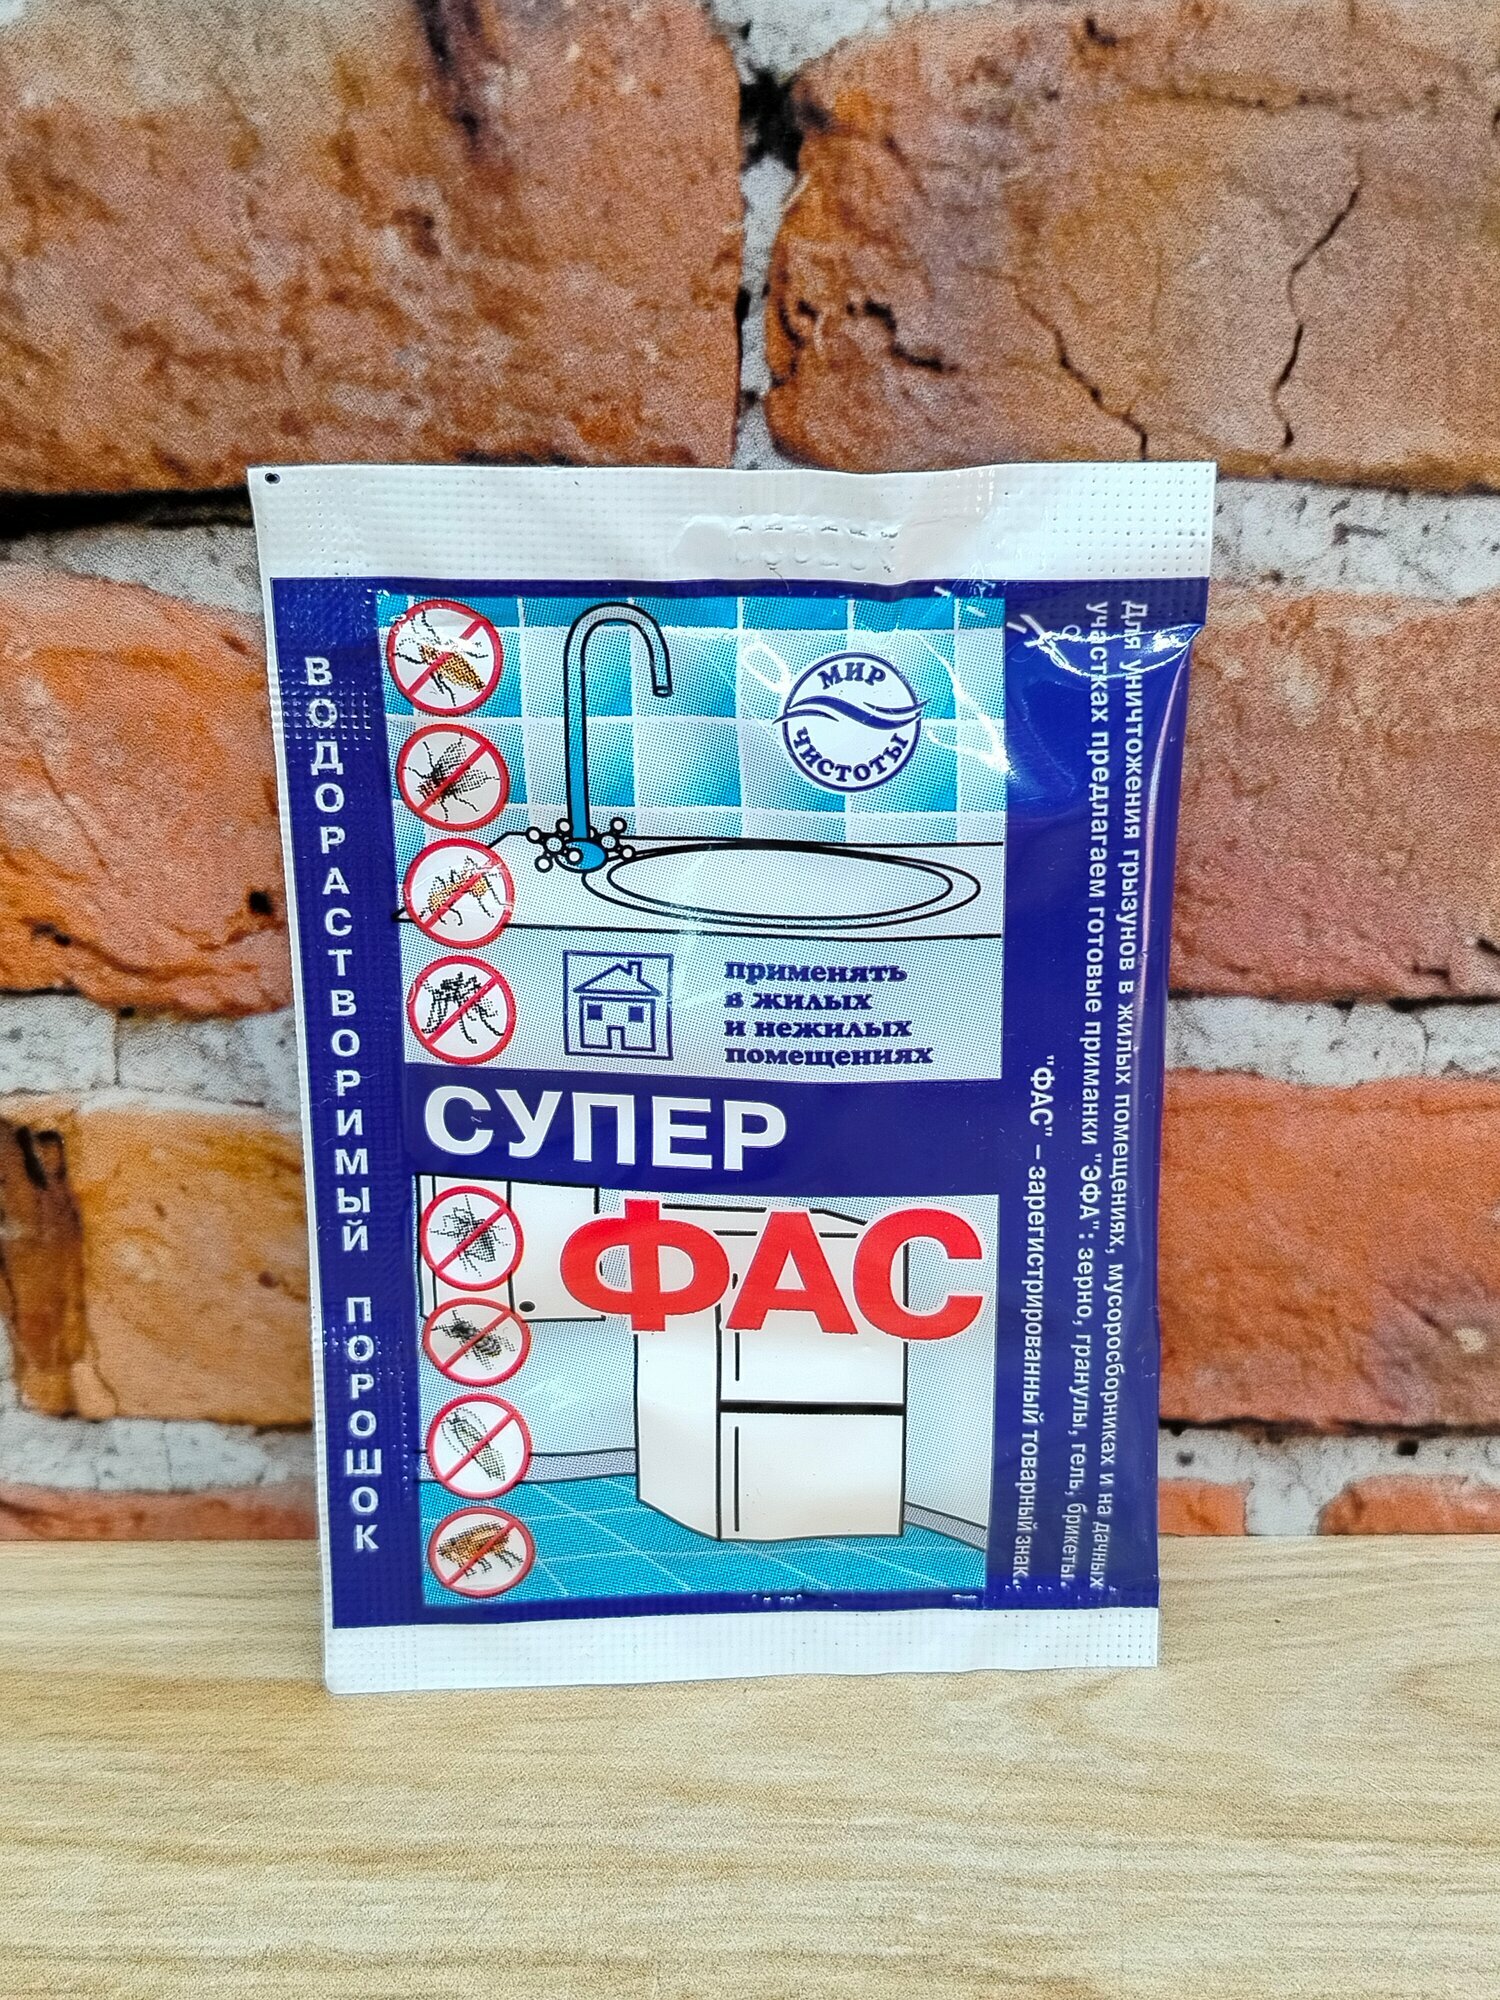 ВОДОРАСТВОРИМЫЙ ПОРОШОК
МИР
ЧИСТОТЫ
применять
в жилых
и нежилых
помещениях
СУПЕР
ФАС
Для уничтожения грызунов в жилых помещениях, мусоросборниках и на дачных
участках предлагаем готовые приманки "ЭФА": зерно, гранулы, гель, брикеты.
"ФАС" – зарегистрированный товарный знак.